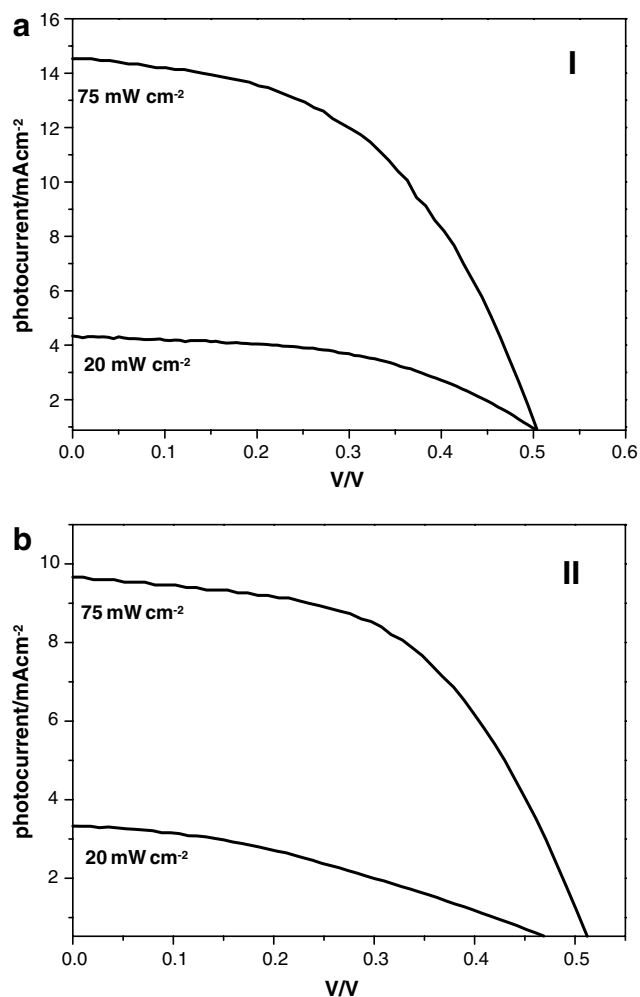 a
I
16
14
12
10
8
6
4
2
photocurrent/mAcm-2
75 mW cm-2
20 mW cm-2
0.0 0.1 0.2 0.3 0.4 0.5 0.6
V/V
b
II
10
8
6
4
2
photocurrent/mAcm-2
75 mW cm-2
20 mW cm-2
0.0 0.1 0.2 0.3 0.4 0.5
V/V